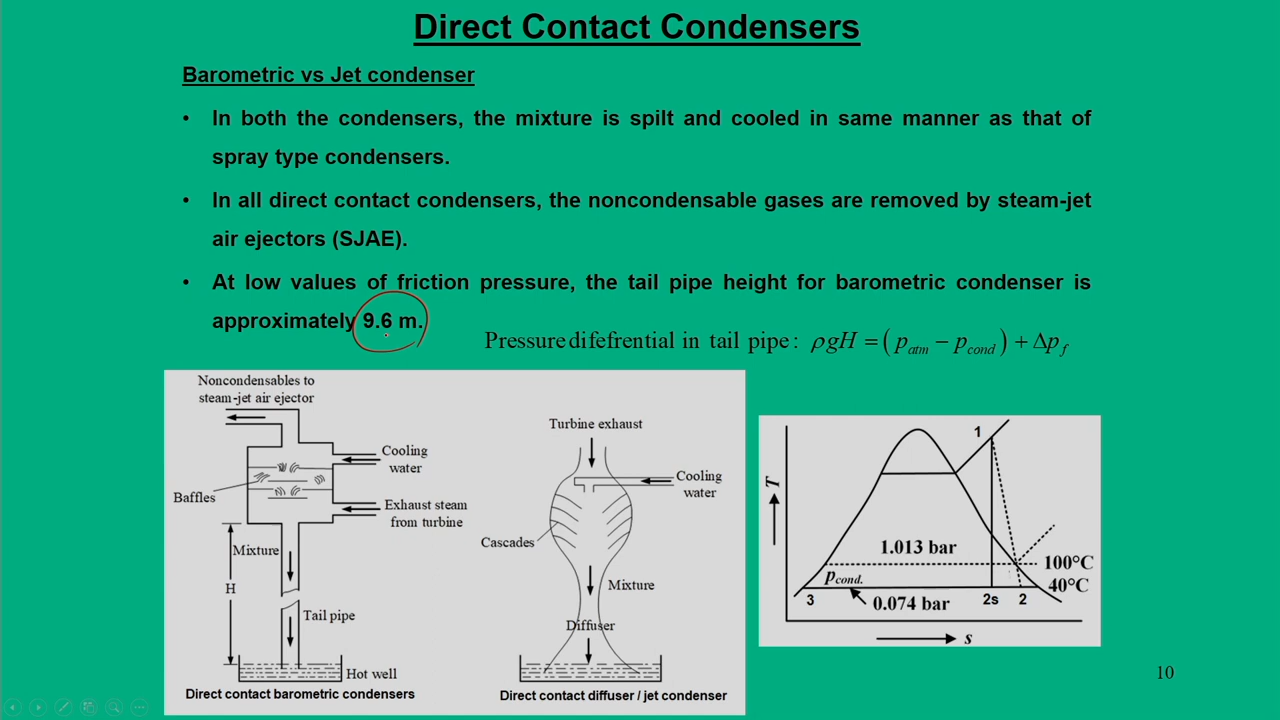 Direct Contact Condensers
Barometric vs Jet condenser
• In both the condensers, the mixture is spilt and cooled in same manner as that of
spray type condensers.
• In all direct contact condensers, the noncondensable gases are removed by steam-jet
air ejectors (SJAE).
• At low values of friction pressure, the tail pipe height for barometric condenser is
approximately 9.6 m.
Pressure difefrential in tail pipe : ρgH = (p_atm − p_cond) + Δp_f
Noncondensables to
steam-jet air ejector
Cooling
water
Baffles
Exhaust steam
from turbine
Mixture
H
Tail pipe
Hot well
Direct contact barometric condensers
Turbine exhaust
Cooling
water
Cascades
Mixture
Diffuser
Direct contact diffuser / jet condenser
T
1
1.013 bar
100°C
p_cond.
40°C
3
0.074 bar
2s
2
s
10